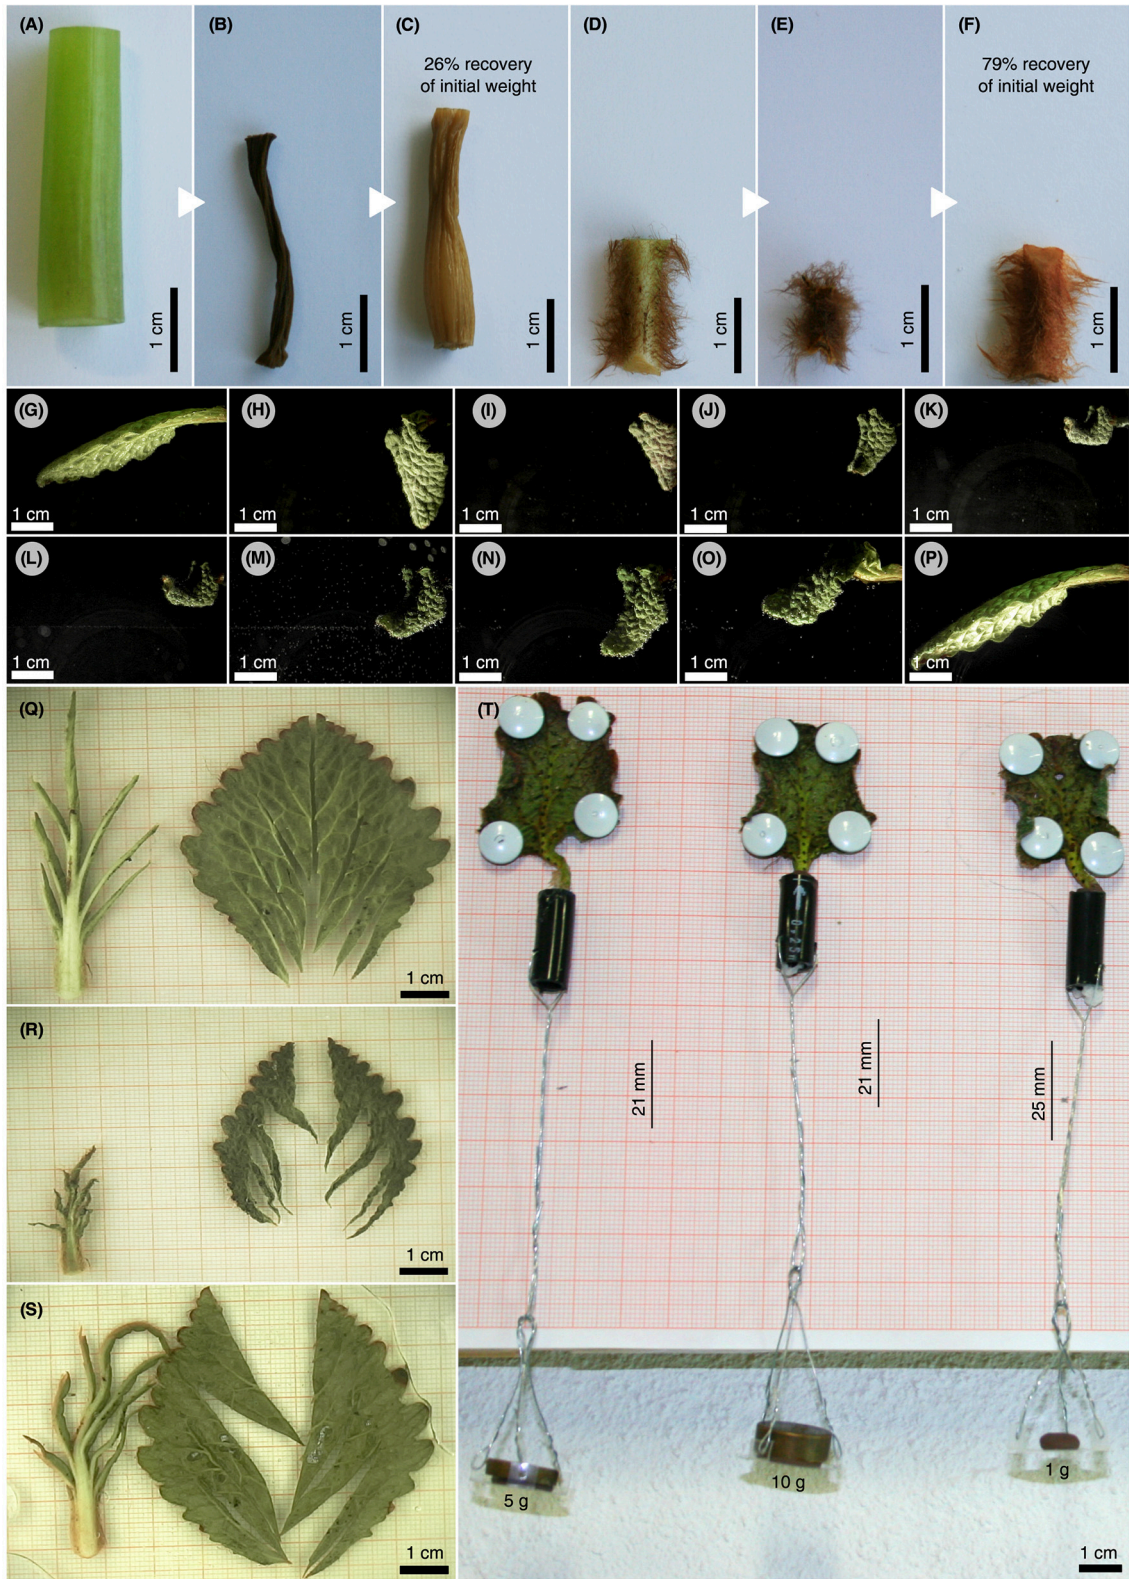 (A)
(B)
(C)
(D)
(E)
(F)
26% recovery
of initial weight
79% recovery
of initial weight
1 cm
1 cm
1 cm
1 cm
1 cm
1 cm
(G)
(H)
(I)
(J)
(K)
1 cm
1 cm
1 cm
1 cm
1 cm
(L)
(M)
(N)
(O)
(P)
1 cm
1 cm
1 cm
1 cm
1 cm
(Q)
1 cm
(R)
1 cm
(S)
1 cm
(T)
21 mm
21 mm
25 mm
5 g
10 g
1 g
1 cm